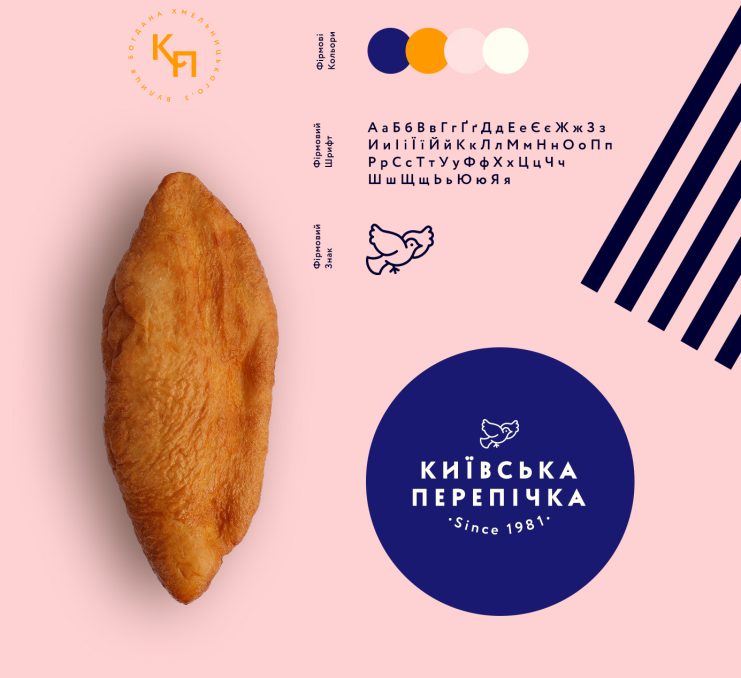 ВУЛИЦЯ БОГДАНА ХМЕЛЬНИЦЬКОГО, 3
КП
Фірмові
Кольори
Фірмовий
Шрифт
АаБбВвГгҐґДдЕеЄєЖжЗз
ИиІіЇїЙйКкЛлМмНнОоПп
РрСсТтУуФфХхЦцЧч
ШшЩщЬьЮюЯя
Фірмовий
Знак
КИЇВСЬКА
ПЕРЕПІЧКА
·Since 1981·